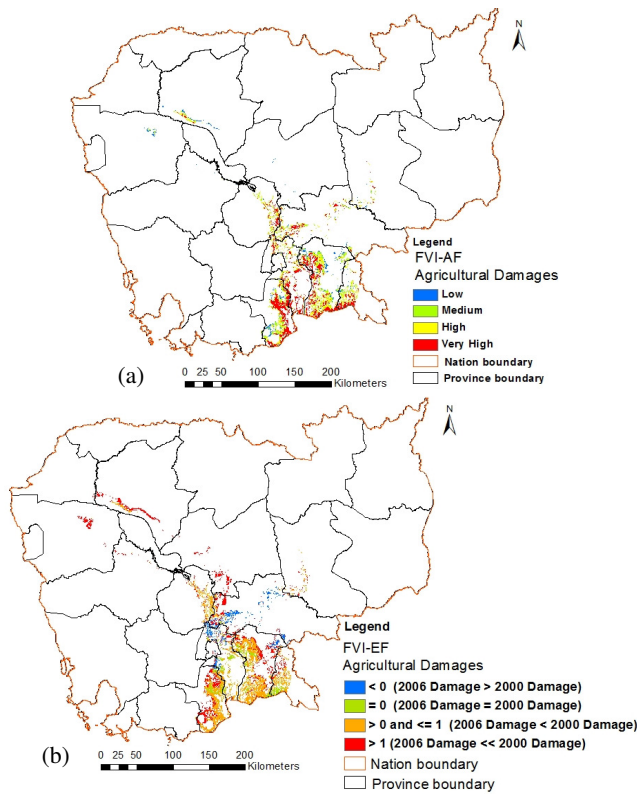 N
Legend
FVI-AF
Agricultural Damages
Low
Medium
High
Very High
Nation boundary
Province boundary
0 25 50 100 150 200
Kilometers
(a)
N
Legend
FVI-EF
Agricultural Damages
< 0 (2006 Damage > 2000 Damage)
= 0 (2006 Damage = 2000 Damage)
> 0 and <= 1 (2006 Damage < 2000 Damage)
> 1 (2006 Damage << 2000 Damage)
Nation boundary
Province boundary
(b)
0 25 50 100 150 200
Kilometers